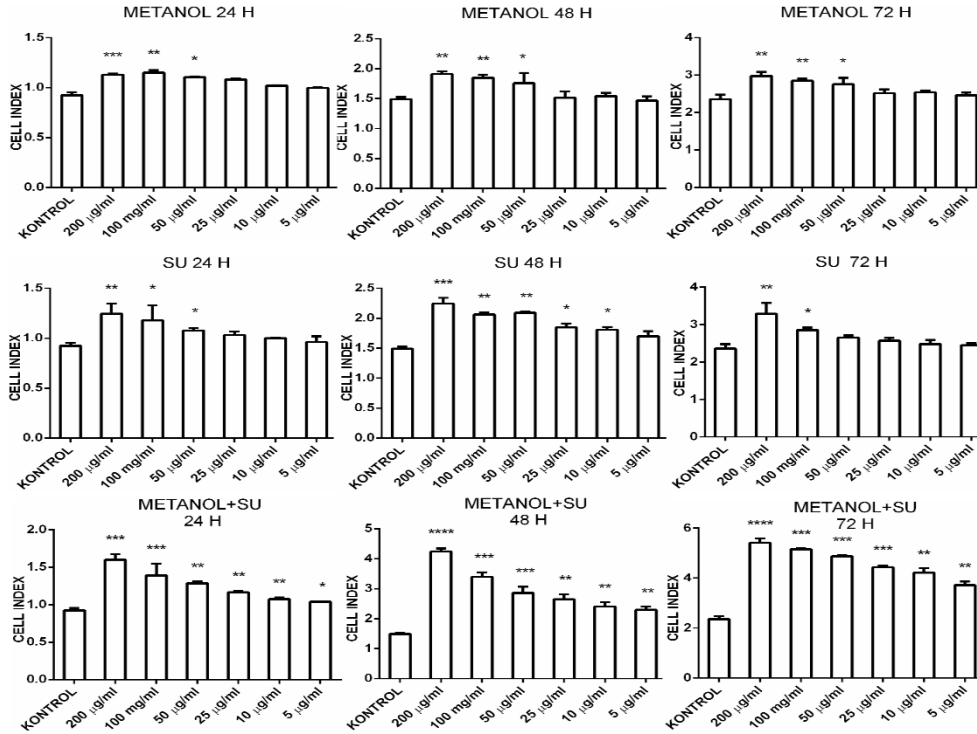 METANOL 24 H
CELL INDEX
1.5
1.0
0.5
0.0
*** ** *
KONTROL
200 µg/ml
100 mg/ml
50 µg/ml
25 µg/ml
10 µg/ml
5 µg/ml
METANOL 48 H
CELL INDEX
2.5
2.0
1.5
1.0
0.5
0.0
** ** *
KONTROL
200 µg/ml
100 mg/ml
50 µg/ml
25 µg/ml
10 µg/ml
5 µg/ml
METANOL 72 H
CELL INDEX
4
3
2
1
0
** ** *
KONTROL
200 µg/ml
100 mg/ml
50 µg/ml
25 µg/ml
10 µg/ml
5 µg/ml
SU 24 H
CELL INDEX
1.5
1.0
0.5
0.0
** * *
KONTROL
200 µg/ml
100 mg/ml
50 µg/ml
25 µg/ml
10 µg/ml
5 µg/ml
SU 48 H
CELL INDEX
2.5
2.0
1.5
1.0
0.5
0.0
*** ** ** * *
KONTROL
200 µg/ml
100 mg/ml
50 µg/ml
25 µg/ml
10 µg/ml
5 µg/ml
SU 72 H
CELL INDEX
4
3
2
1
0
** *
KONTROL
200 µg/ml
100 mg/ml
50 µg/ml
25 µg/ml
10 µg/ml
5 µg/ml
METANOL+SU
24 H
CELL INDEX
2.0
1.5
1.0
0.5
0.0
*** *** ** ** ** *
KONTROL
200 µg/ml
100 mg/ml
50 µg/ml
25 µg/ml
10 µg/ml
5 µg/ml
METANOL+SU
48 H
CELL INDEX
5
4
3
2
1
0
**** *** *** ** ** **
KONTROL
200 µg/ml
100 mg/ml
50 µg/ml
25 µg/ml
10 µg/ml
5 µg/ml
METANOL+SU
72 H
CELL INDEX
6
4
2
0
**** *** *** *** ** **
KONTROL
200 µg/ml
100 mg/ml
50 µg/ml
25 µg/ml
10 µg/ml
5 µg/ml